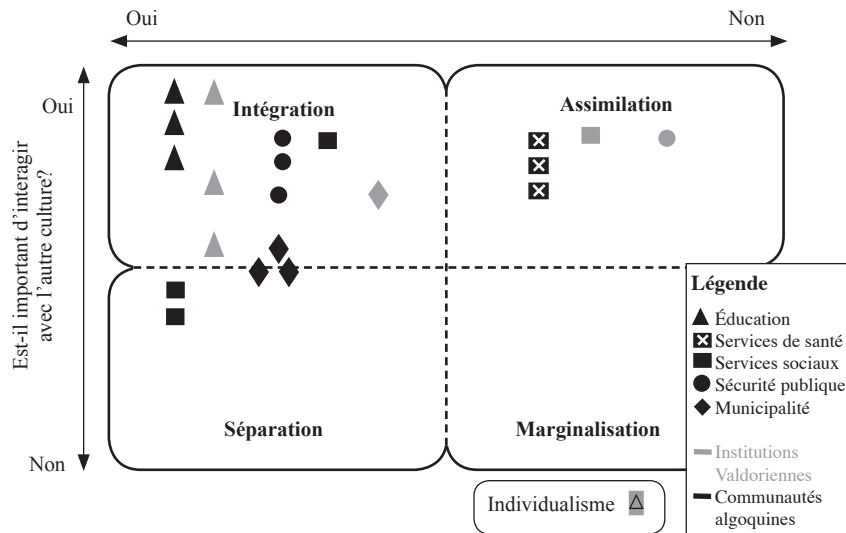 Oui
Non
Oui
Est-il important d'interagir
avec l'autre culture?
Non
Intégration
Assimilation
Séparation
Marginalisation
Individualisme
Légende
Éducation
Services de santé
Services sociaux
Sécurité publique
Municipalité
Institutions
Valdoriennes
Communautés
algoquines